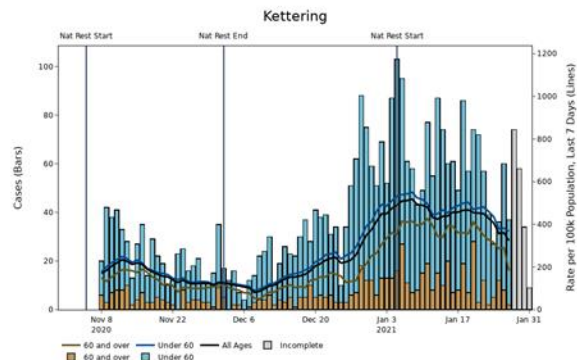 Kettering
Nat Rest Start Nat Rest End Nat Rest Start
100
80
60
40
20
0
Cases (Bars)
1200
1000
800
600
400
200
0
Rate per 100k Population, Last 7 Days (Lines)
Nov 8 Nov 22 Dec 6 Dec 20 Jan 3 Jan 17 Jan 31
2020 2021
60 and over Under 60 All Ages Incomplete
60 and over Under 60